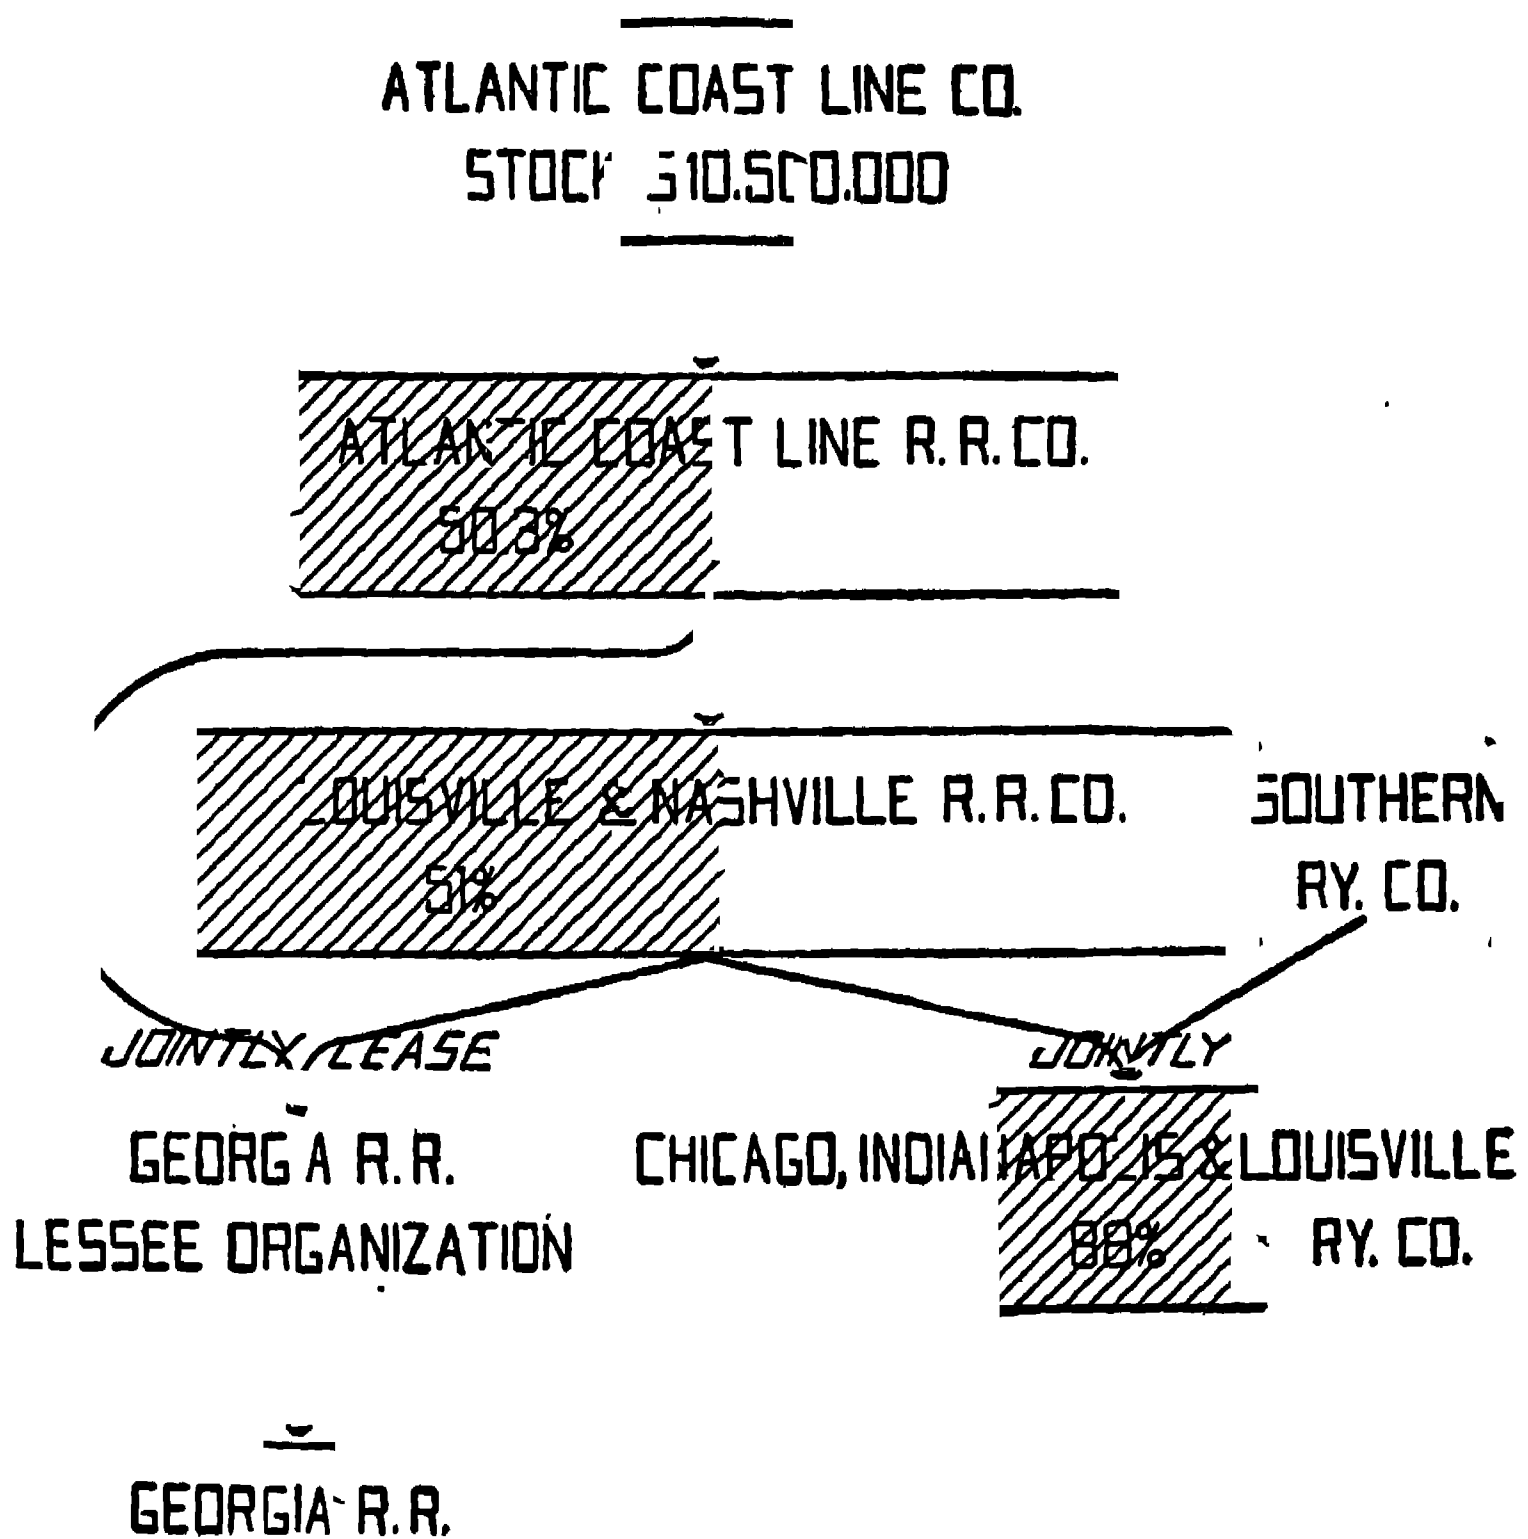 ATLANTIC COAST LINE CO.
STOCK $10.500.000
ATLANTIC COAST LINE R.R.CO.
50.3%
LOUISVILLE & NASHVILLE R.R.CO.
51%
SOUTHERN
RY. CO.
JOINTLY LEASE
JOINTLY
GEORGIA R.R.
LESSEE ORGANIZATION
CHICAGO, INDIANAPOLIS & LOUISVILLE
RY. CO.
88%
GEORGIA R.R.